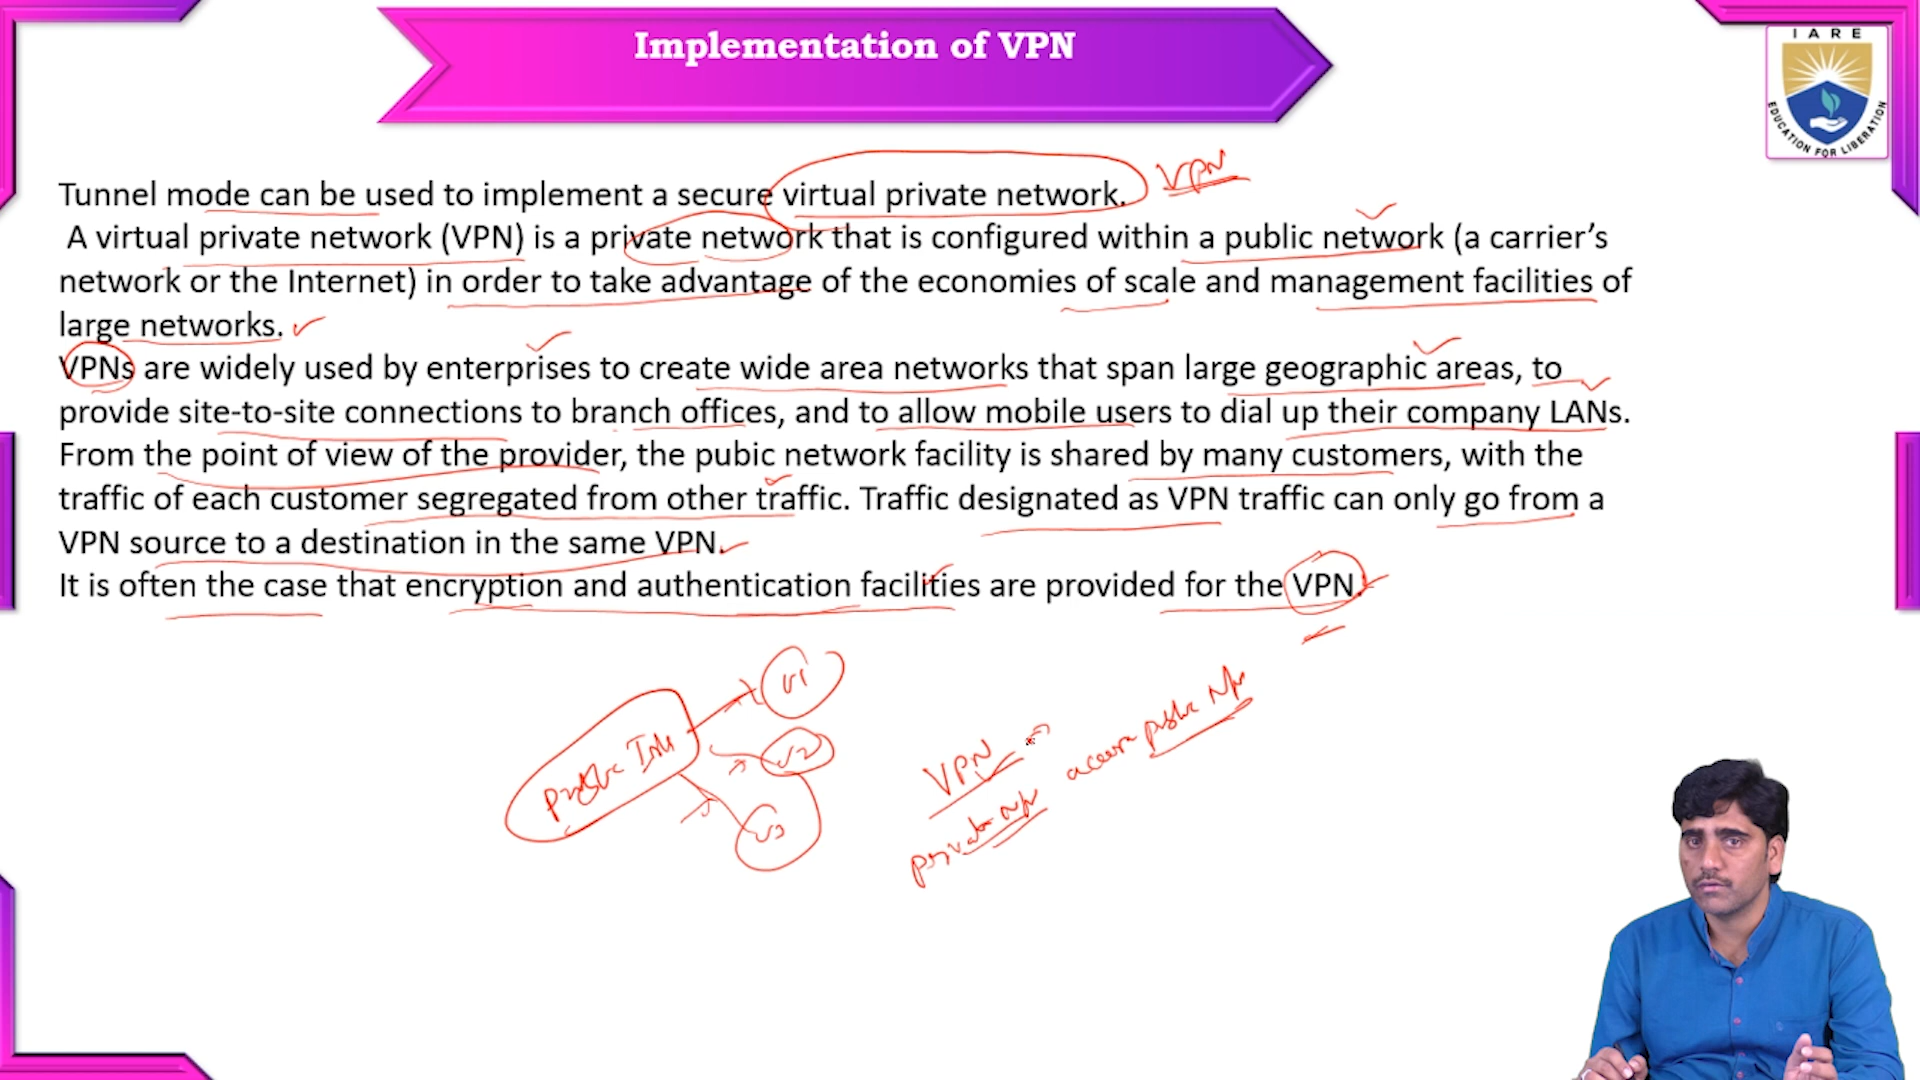 Implementation of VPN
IARE
EDUCATION FOR LIBERATION
Tunnel mode can be used to implement a secure virtual private network.
VPN
A virtual private network (VPN) is a private network that is configured within a public network (a carrier’s
network or the Internet) in order to take advantage of the economies of scale and management facilities of
large networks.
VPNs are widely used by enterprises to create wide area networks that span large geographic areas, to
provide site-to-site connections to branch offices, and to allow mobile users to dial up their company LANs.
From the point of view of the provider, the pubic network facility is shared by many customers, with the
traffic of each customer segregated from other traffic. Traffic designated as VPN traffic can only go from a
VPN source to a destination in the same VPN.
It is often the case that encryption and authentication facilities are provided for the VPN.
VPN